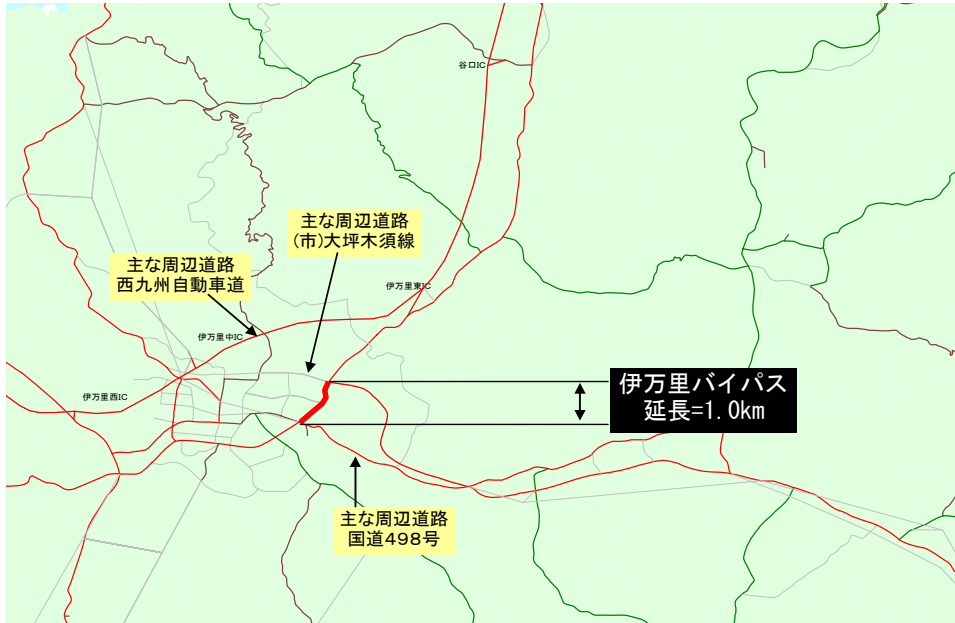 谷口IC
主な周辺道路
(市)大坪木須線
主な周辺道路
西九州自動車道
伊万里東IC
伊万里中IC
伊万里西IC
伊万里バイパス
延長=1.0km
主な周辺道路
国道498号